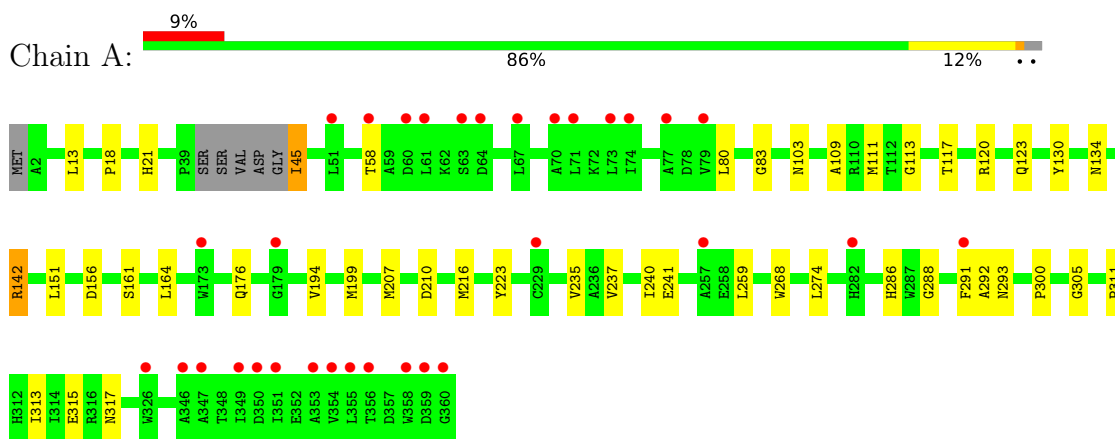 9%
Chain A:
86% 12% • •
MET A2 L13 P18 H21 P39 SER SER VAL ASP GLY I45 L51 T58 A59 D60 L61 K62 S63 D64 L67 A70 L71 K72 L73 I74 A77 D78 V79 L80 G83 N103 A109 R110 M111 T112 G113 T117 R120 Q123 Y130 N134
R142 L151 D156 S161 L164 W173 Q176 G179 V194 M199 M207 D210 M216 Y223 C229 V235 A236 V237 I240 E241 A257 E258 L259 W268 L274 H282 H286 W287 G288 F291 A292 N293 P300 G305
H312 I313 I314 E315 R316 N317 W326 A346 A347 T348 I349 D350 I351 E352 A353 V354 L355 T356 D357 W358 D359 G360